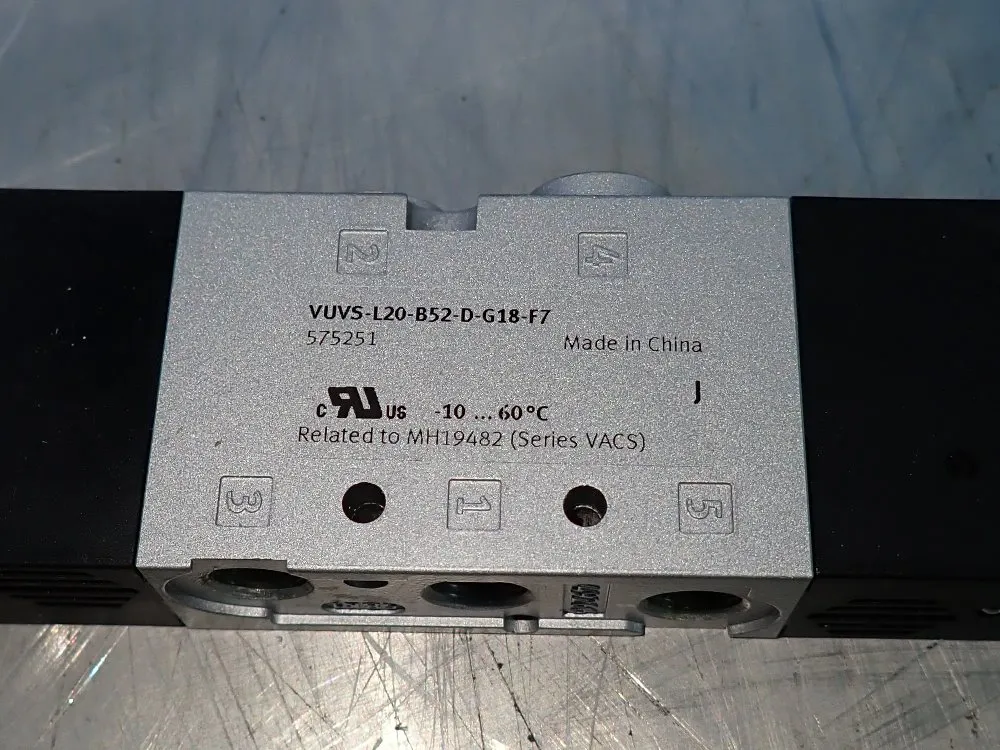 2
4
VUVS-L20-B52-D-G18-F7
575251
Made in China
J
c RU US -10 ... 60°C
Related to MH19482 (Series VACS)
3
1
5